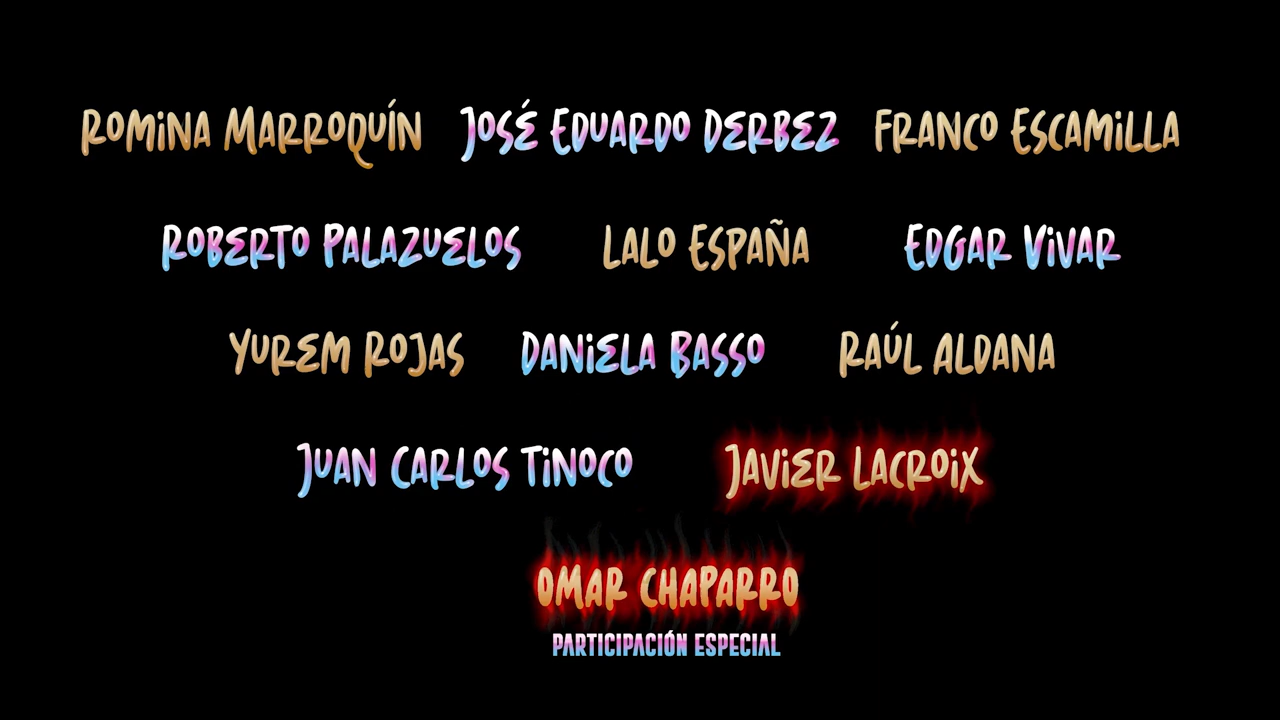 Romina Marroquín José Eduardo Derbez Franco Escamilla
Roberto Palazuelos Lalo España Edgar Vivar
Yurem Rojas Daniela Basso Raúl Aldana
Juan Carlos Tinoco Javier Lacroix
Omar Chaparro
PARTICIPACIÓN ESPECIAL